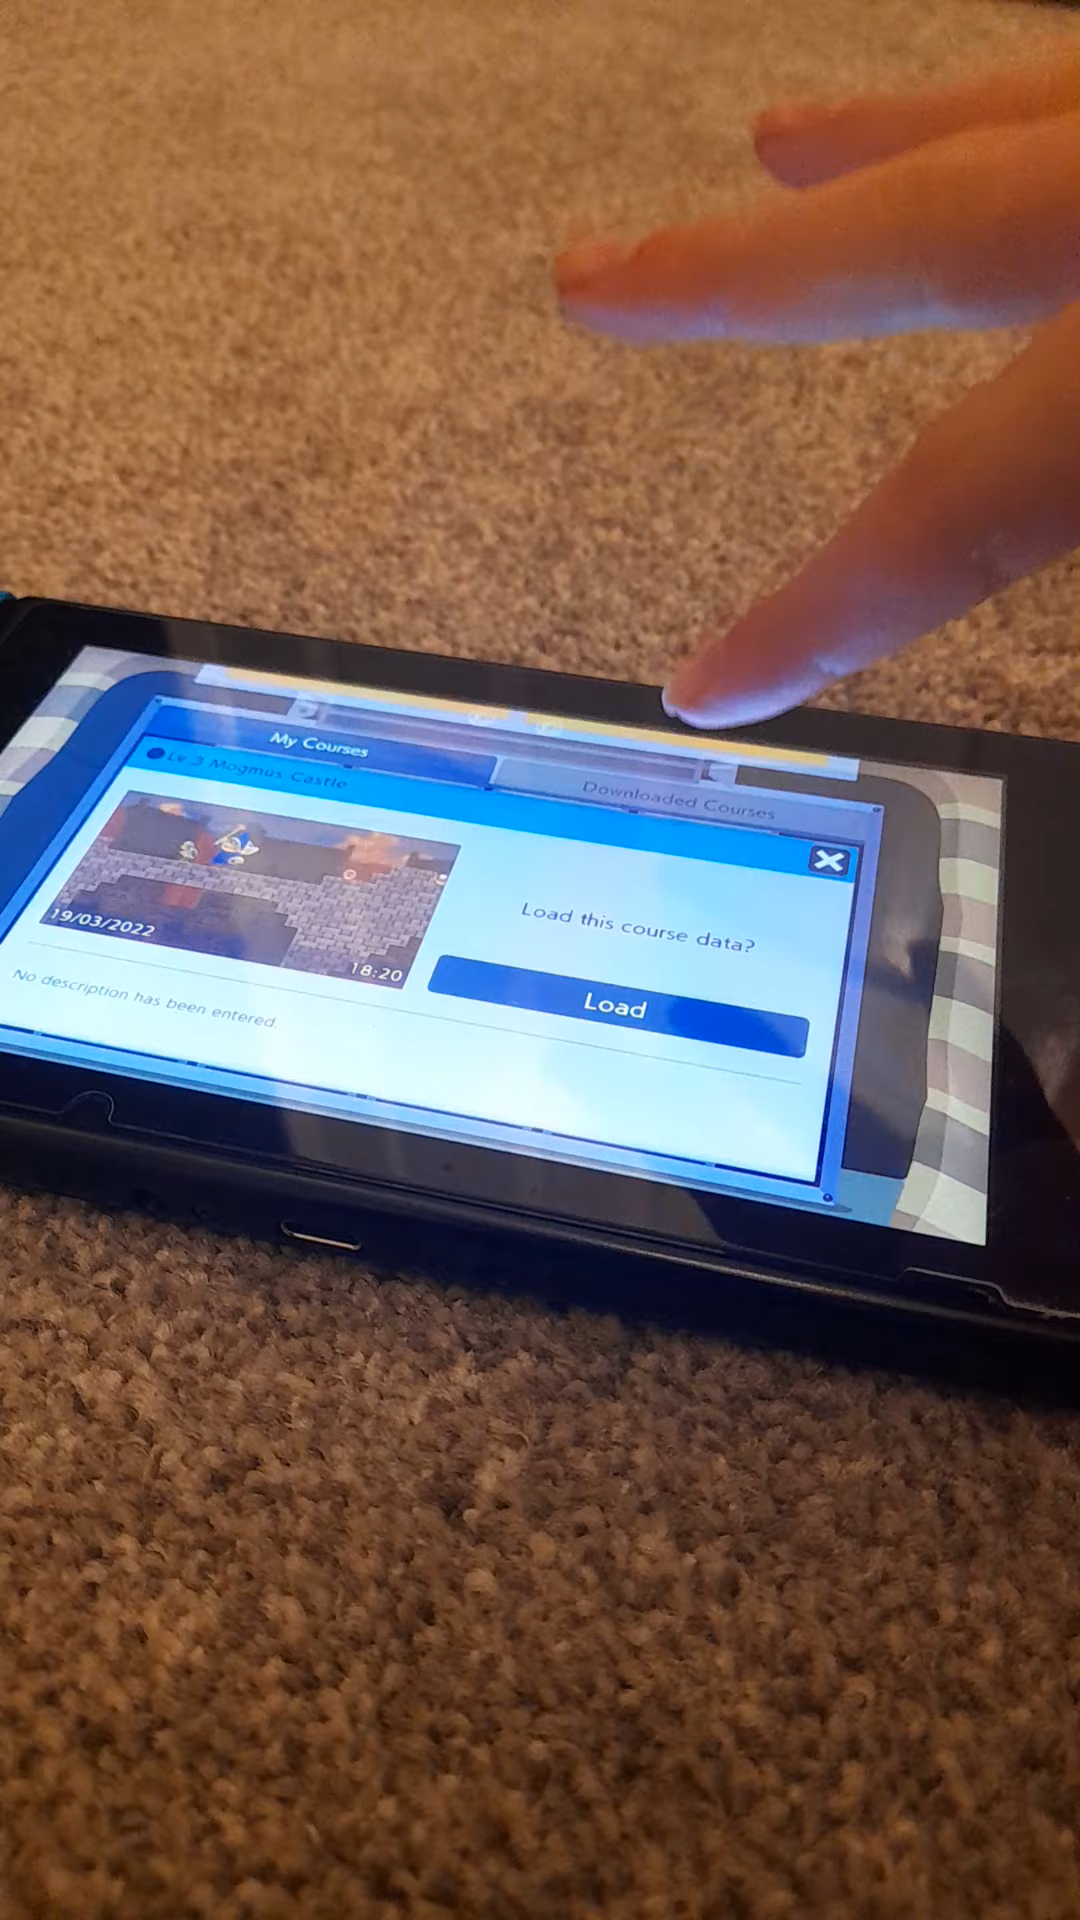 My Courses
Downloaded Courses
Lv 3 Mogmus Castle
Load this course data?
19/03/2022
18:20
Load
No description has been entered.